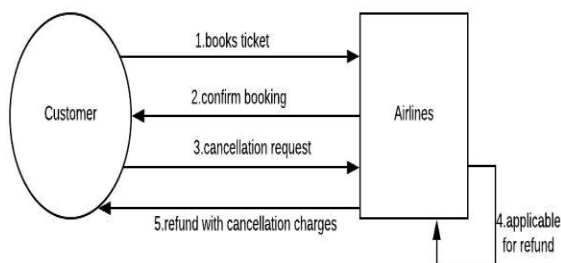 1.books ticket
2.confirm booking
Customer
Airlines
3.cancellation request
5.refund with cancellation charges
4.applicable
for refund